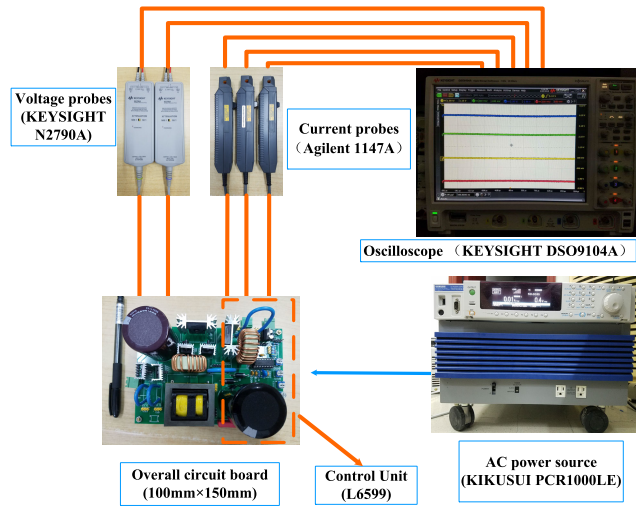 Voltage probes
(KEYSIGHT
N2790A)
Current probes
（Agilent 1147A）
Oscilloscope （KEYSIGHT DSO9104A）
Overall circuit board
(100mm×150mm)
Control Unit
(L6599)
AC power source
(KIKUSUI PCR1000LE)